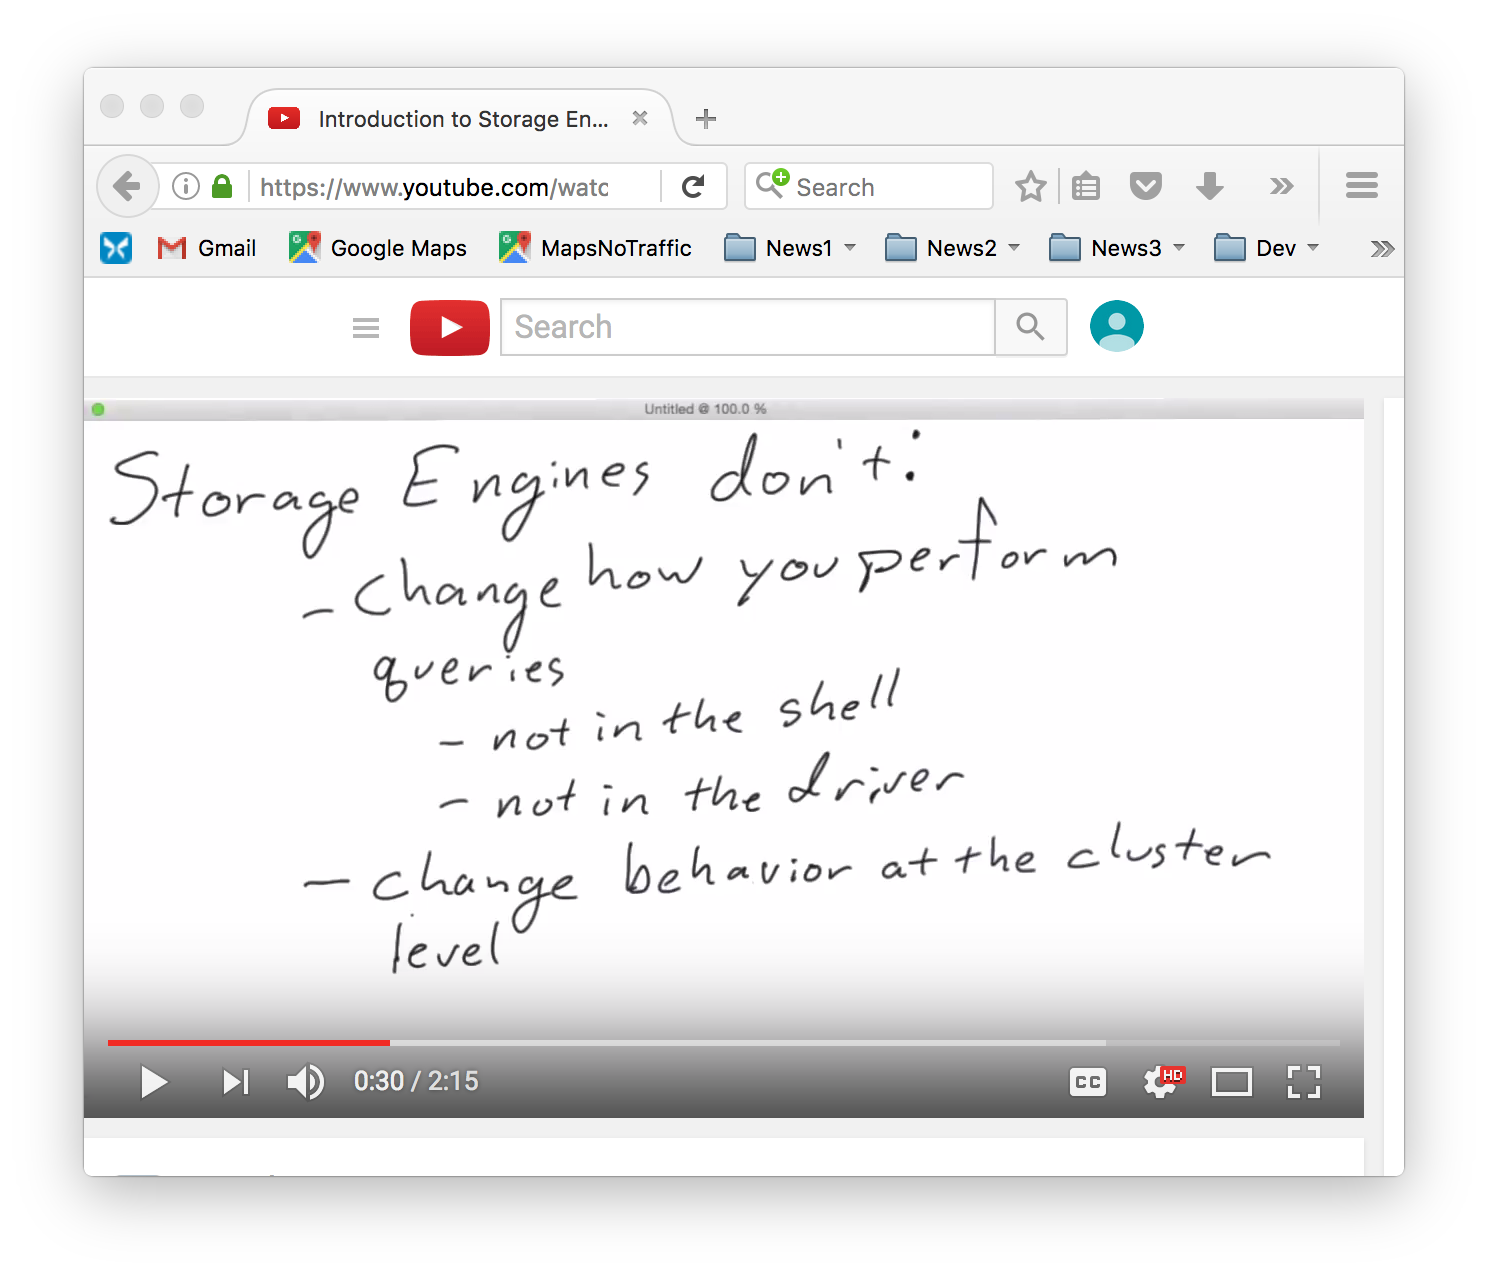 Introduction to Storage En...
https://www.youtube.com/watc
Search
Gmail Google Maps MapsNoTraffic News1 News2 News3 Dev
Search
Untitled @ 100.0 %
Storage Engines don't:
- change how you perform
queries
- not in the shell
- not in the driver
- change behavior at the cluster
level
0:30 / 2:15
CC
HD